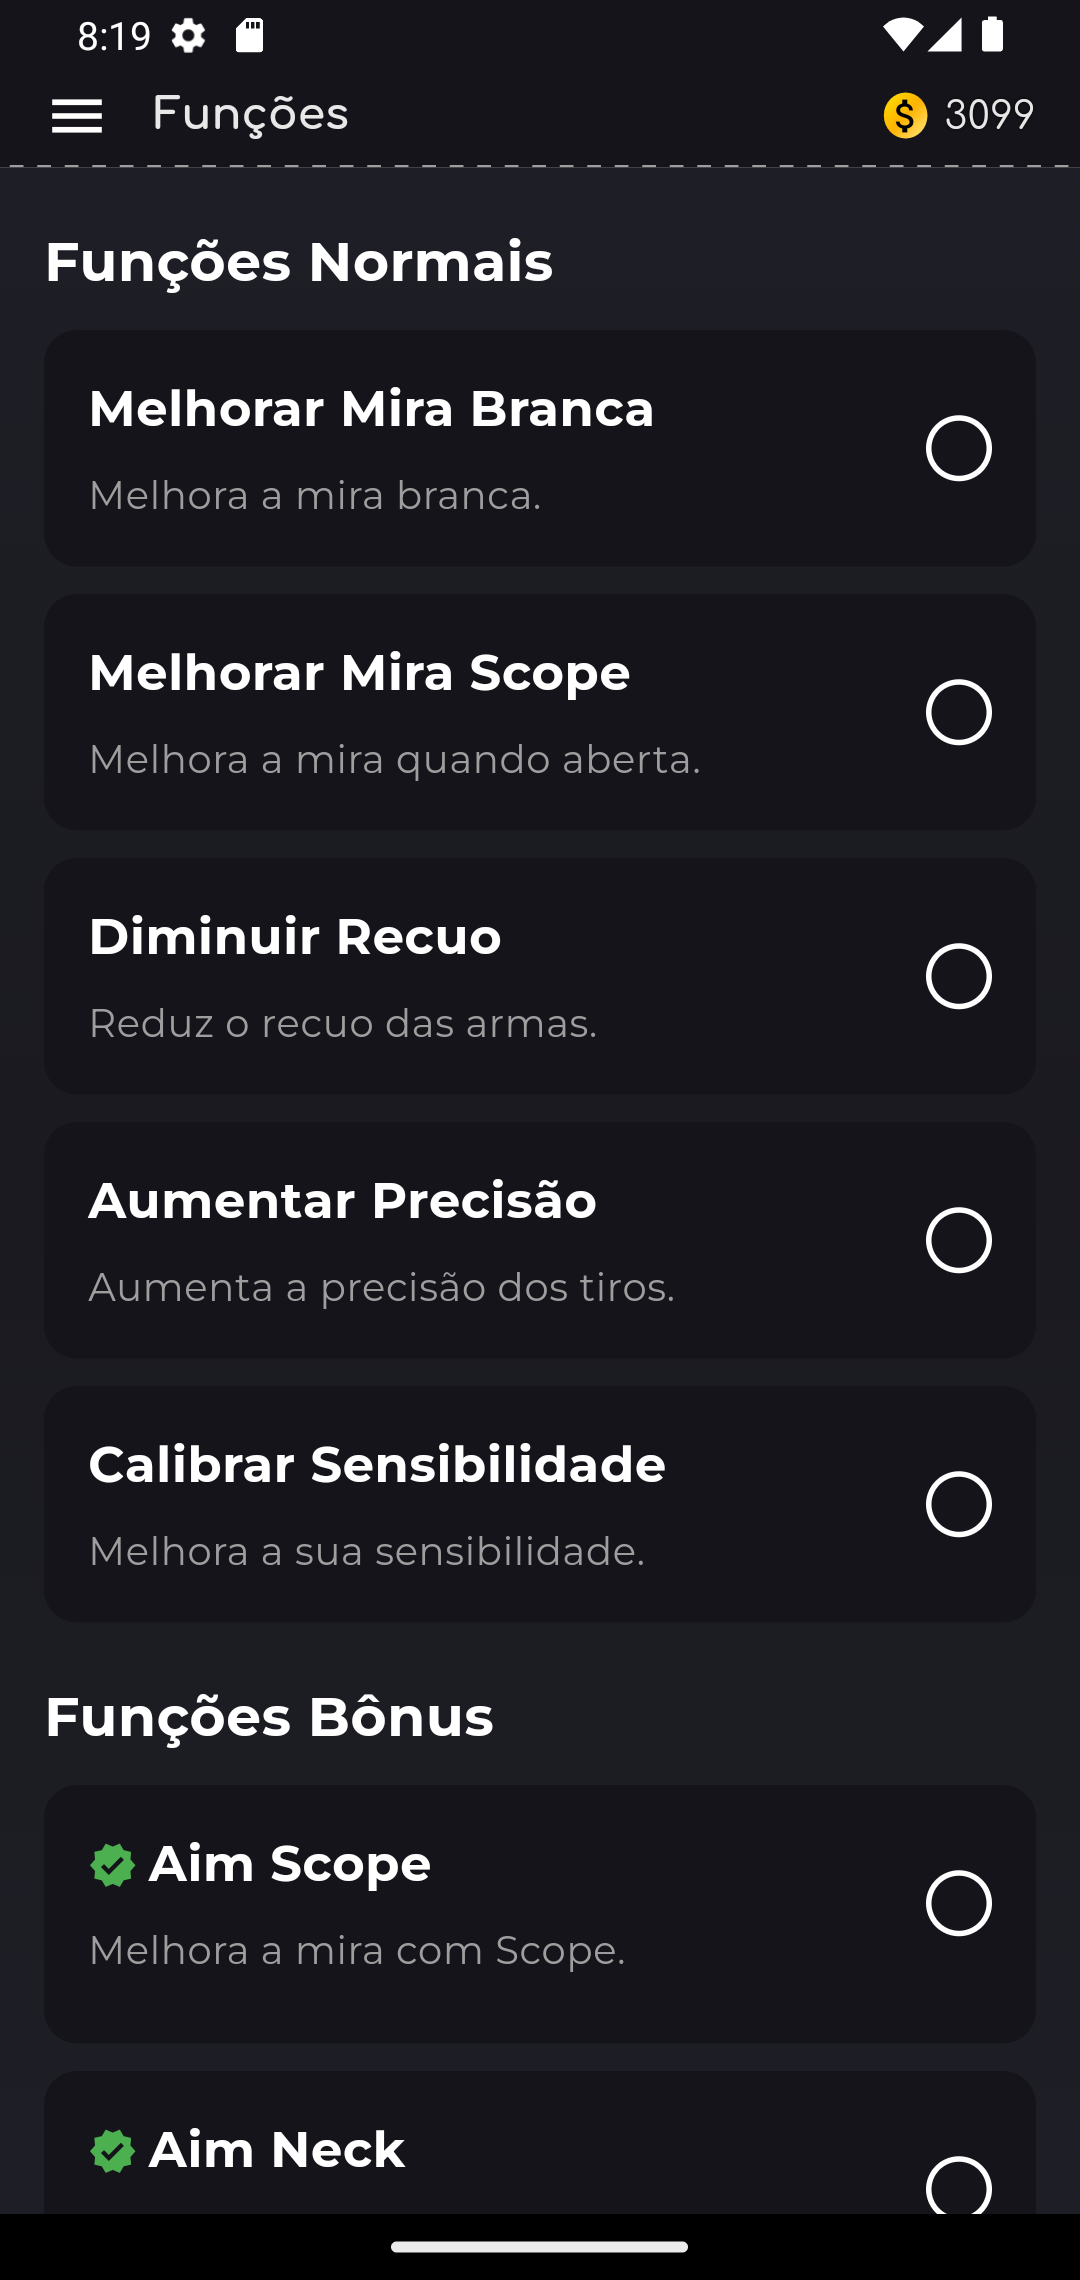 8:19
Funções
3099
Funções Normais
Melhorar Mira Branca
Melhora a mira branca.
Melhorar Mira Scope
Melhora a mira quando aberta.
Diminuir Recuo
Reduz o recuo das armas.
Aumentar Precisão
Aumenta a precisão dos tiros.
Calibrar Sensibilidade
Melhora a sua sensibilidade.
Funções Bônus
Aim Scope
Melhora a mira com Scope.
Aim Neck